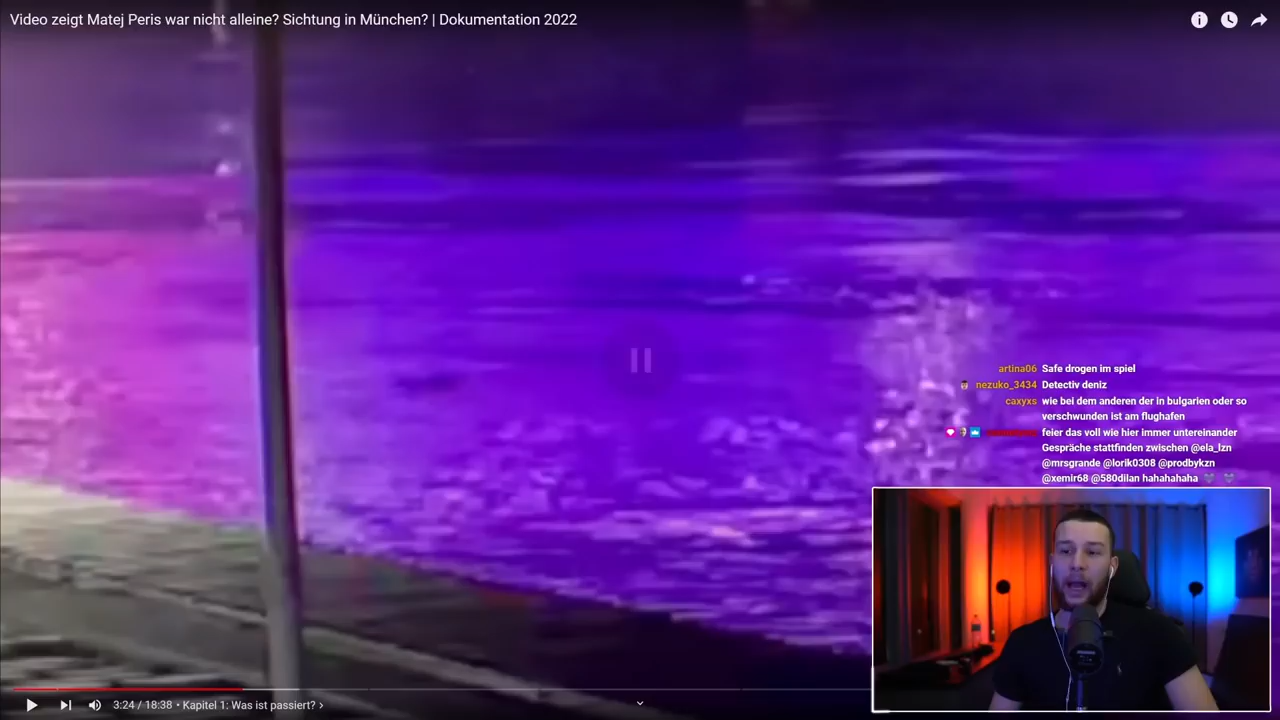 Video zeigt Matej Peris war nicht alleine? Sichtung in München? | Dokumentation 2022
artina06 Safe drogen im spiel
nezuko_3434 Detectiv deniz
caxyxs wie bei dem anderen der in bulgarien oder so
verschwunden ist am flughafen
feier das voll wie hier immer untereinander
Gespräche stattfinden zwischen @ela_lzn
@mrsgrande @lorik0308 @prodbykzn
@xemir68 @580dilan hahahahaha
3:24 / 18:38 • Kapitel 1: Was ist passiert? >